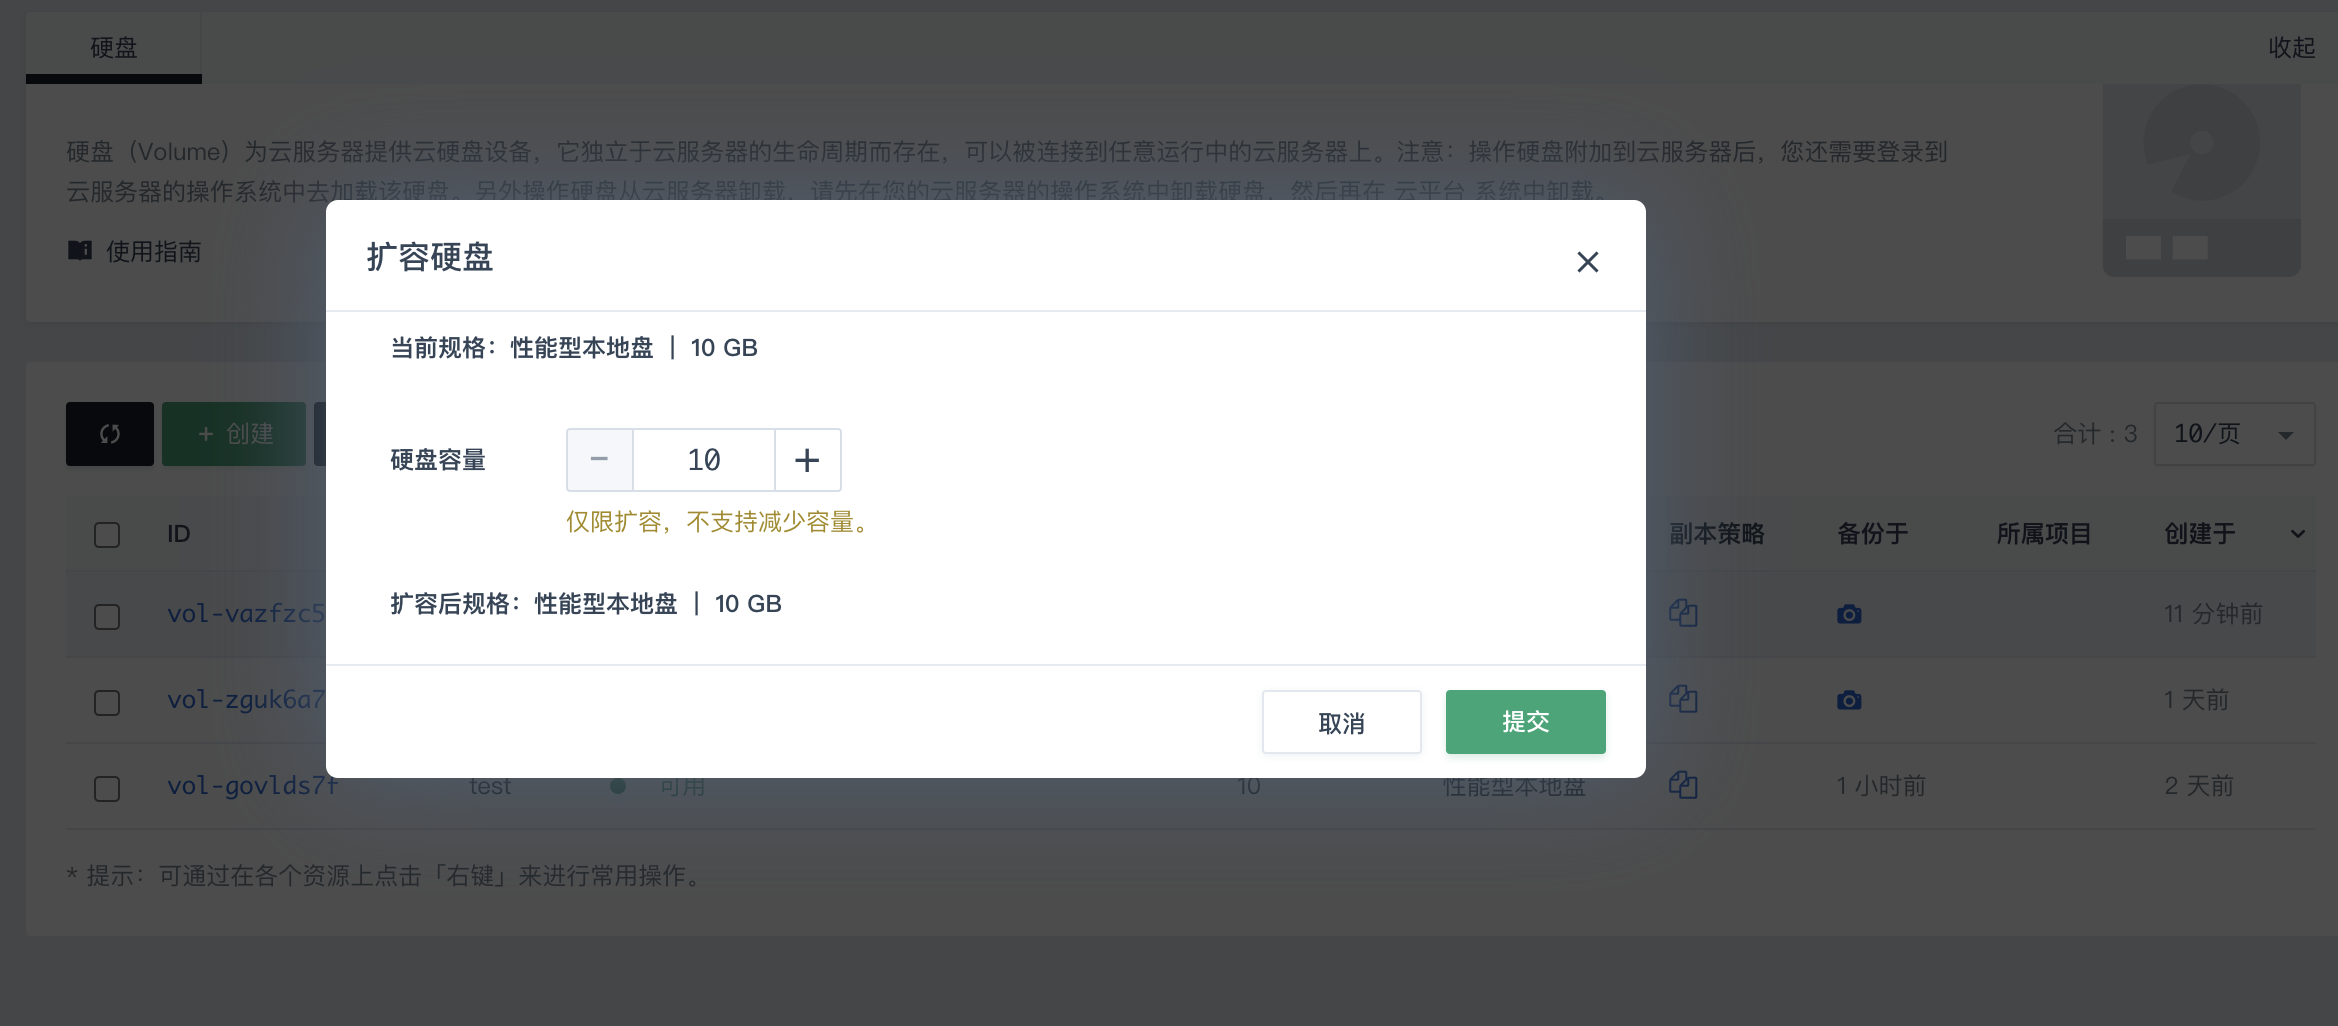 硬盘
收起
硬盘（Volume）为云服务器提供云硬盘设备，它独立于云服务器的生命周期而存在，可以被连接到任意运行中的云服务器上。注意：操作硬盘附加到云服务器后，您还需要登录到
云服务器的操作系统中去加载该硬盘。另外操作硬盘从云服务器卸载，请先在您的云服务器的操作系统中卸载硬盘，然后再在 云平台 系统中卸载。
使用指南
扩容硬盘
当前规格：性能型本地盘 | 10 GB
硬盘容量
− 10 +
仅限扩容，不支持减少容量。
扩容后规格：性能型本地盘 | 10 GB
取消 提交
+ 创建
合计：3 10/页
ID 副本策略 备份于 所属项目 创建于
vol-vazfzc5 11 分钟前
vol-zguk6a7 1 天前
vol-govlds7f test 可用 10 性能型本地盘 1 小时前 2 天前
* 提示：可通过在各个资源上点击「右键」来进行常用操作。